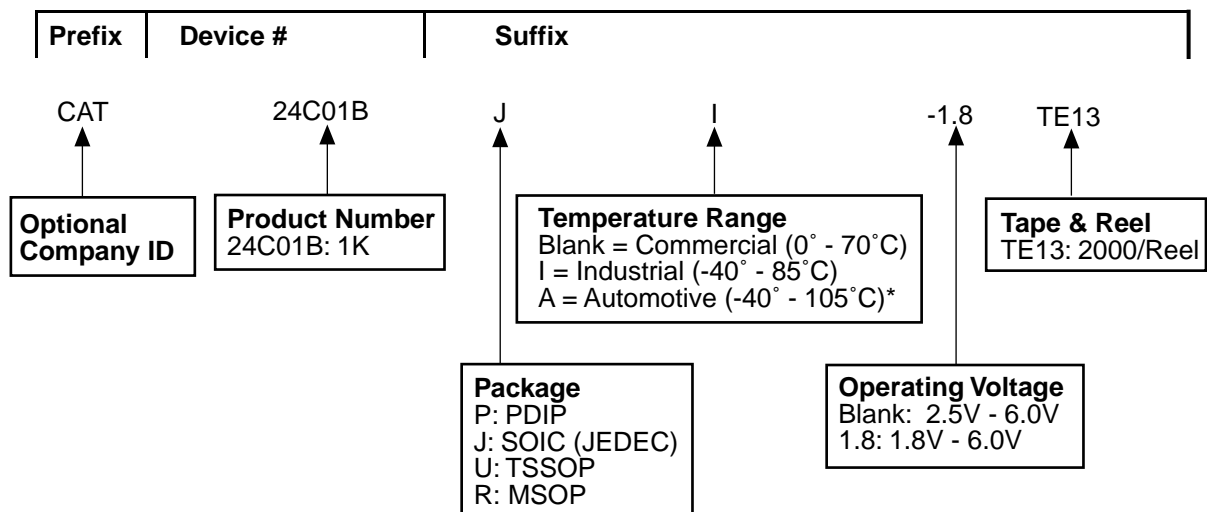 Prefix Device # Suffix
CAT 24C01B J I -1.8 TE13
Optional
Company ID
Product Number
24C01B: 1K
Temperature Range
Blank = Commercial (0˚ - 70˚C)
I = Industrial (-40˚ - 85˚C)
A = Automotive (-40˚ - 105˚C)*
Tape & Reel
TE13: 2000/Reel
Package
P: PDIP
J: SOIC (JEDEC)
U: TSSOP
R: MSOP
Operating Voltage
Blank: 2.5V - 6.0V
1.8: 1.8V - 6.0V